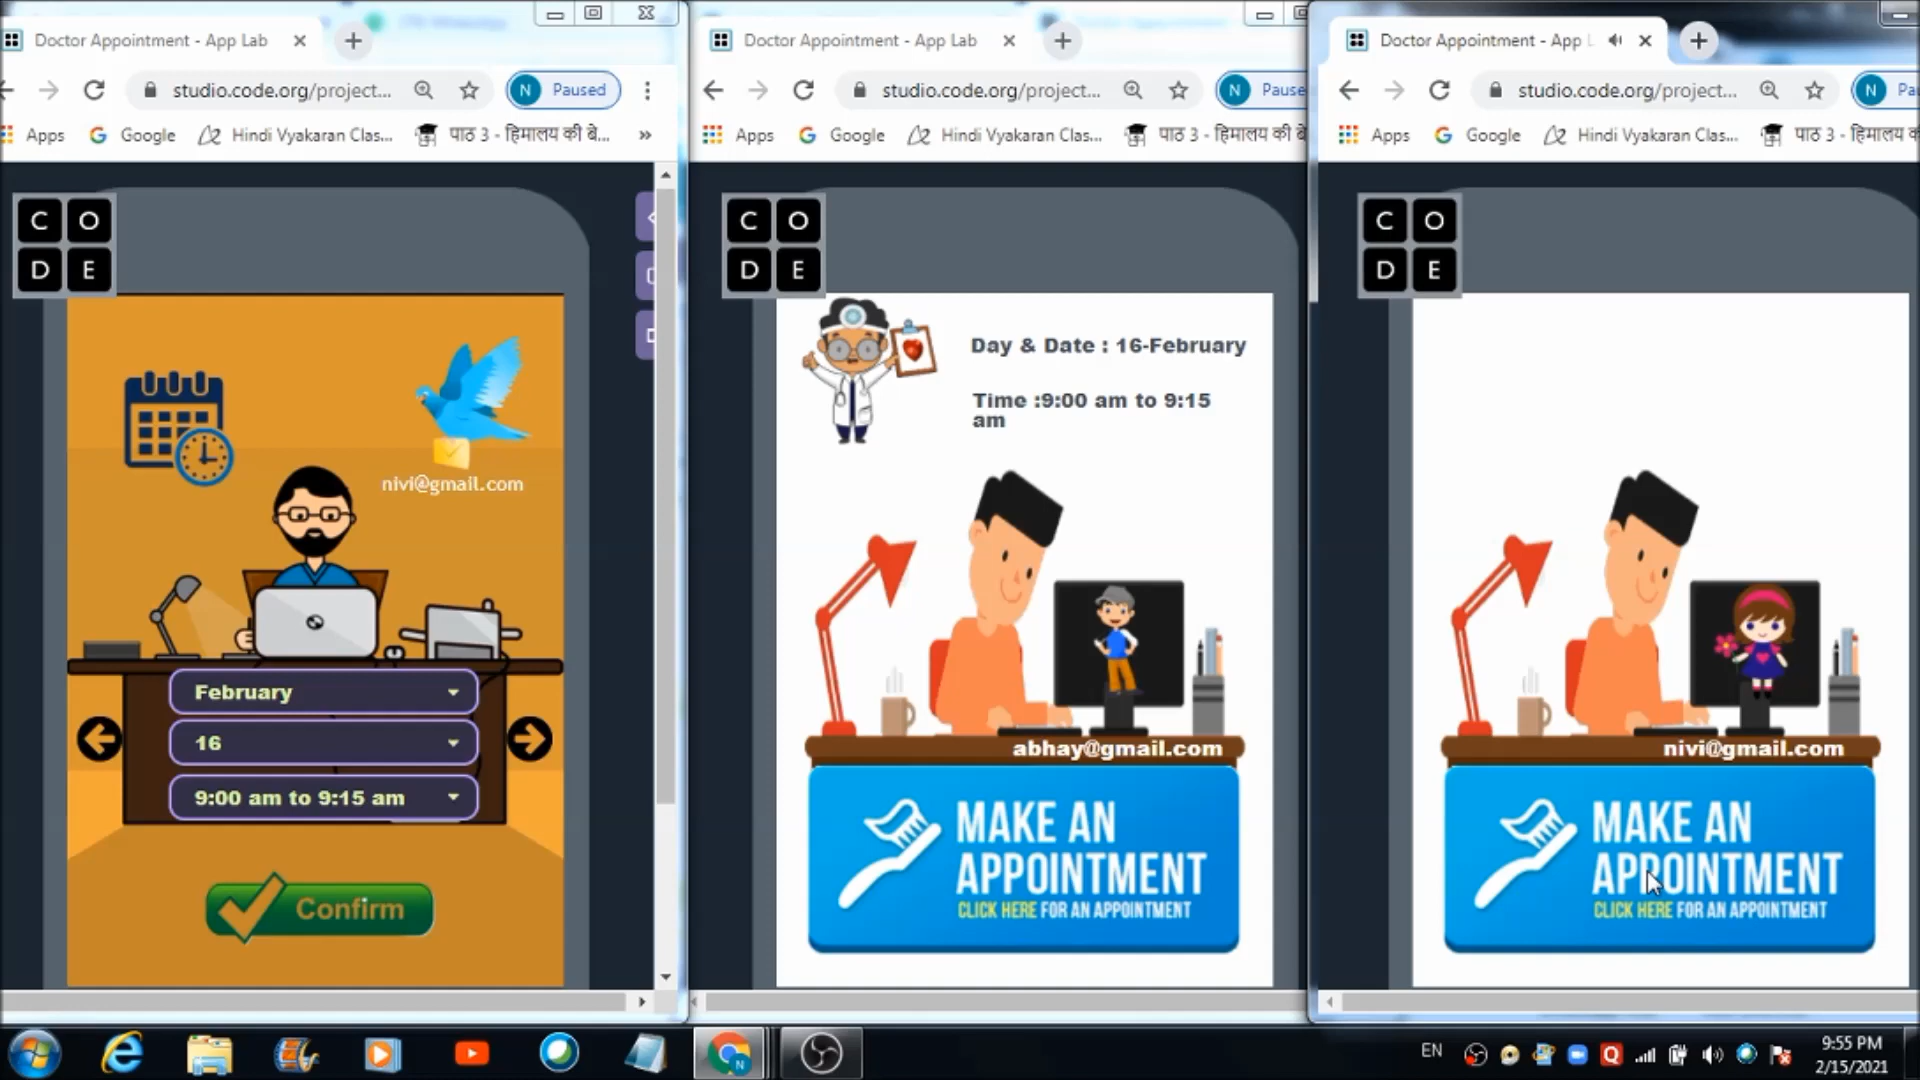 Doctor Appointment - App Lab
studio.code.org/project...
N Paused
Apps
Google
Hindi Vyakaran Clas...
पाठ 3 - हिमालय की बे...
»
C O
D E
nivi@gmail.com
February
16
9:00 am to 9:15 am
Confirm
Doctor Appointment - App Lab
studio.code.org/project...
N Pause
Apps
Google
Hindi Vyakaran Clas...
पाठ 3 - हिमालय की बे
C O
D E
Day & Date : 16-February
Time :9:00 am to 9:15
am
abhay@gmail.com
MAKE AN
APPOINTMENT
CLICK HERE FOR AN APPOINTMENT
Doctor Appointment - App L
studio.code.org/project...
N Pa
Apps
Google
Hindi Vyakaran Clas...
पाठ 3 - हिमालय
C O
D E
nivi@gmail.com
MAKE AN
APPOINTMENT
CLICK HERE FOR AN APPOINTMENT
N
EN
Q
9:55 PM
2/15/2021